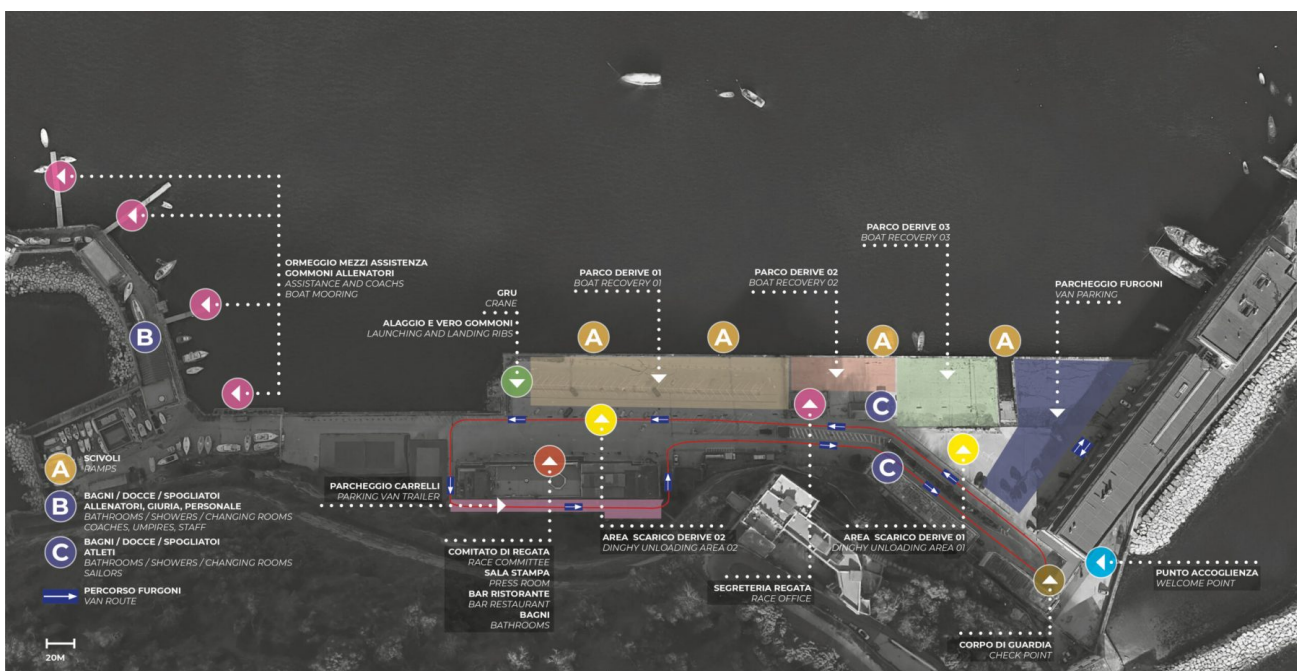 PARCO DERIVE 03
BOAT RECOVERY 03
ORMEGGIO MEZZI ASSISTENZA
GOMMONI ALLENATORI
ASSISTANCE AND COACHS
BOAT MOORING
PARCO DERIVE 01
BOAT RECOVERY 01
PARCO DERIVE 02
BOAT RECOVERY 02
PARCHEGGIO FURGONI
VAN PARKING
GRU
CRANE
ALAGGIO E VERO GOMMONI
LAUNCHING AND LANDING RIBS
B
A
A
A
A
C
C
A
SCIVOLI
RAMPS
B
BAGNI / DOCCE / SPOGLIATOI
ALLENATORI, GIURIA, PERSONALE
BATHROOMS / SHOWERS / CHANGING ROOMS
COACHES, UMPIRES, STAFF
C
BAGNI / DOCCE / SPOGLIATOI
ATLETI
BATHROOMS / SHOWERS / CHANGING ROOMS
SAILORS
PERCORSO FURGONI
VAN ROUTE
20M
PARCHEGGIO CARRELLI
PARKING VAN TRAILER
COMITATO DI REGATA
RACE COMMITTEE
SALA STAMPA
PRESS ROOM
BAR RISTORANTE
BAR RESTAURANT
BAGNI
BATHROOMS
AREA SCARICO DERIVE 02
DINGHY UNLOADING AREA 02
SEGRETERIA REGATA
RACE OFFICE
AREA SCARICO DERIVE 01
DINGHY UNLOADING AREA 01
PUNTO ACCOGLIENZA
WELCOME POINT
CORPO DI GUARDIA
CHECK POINT